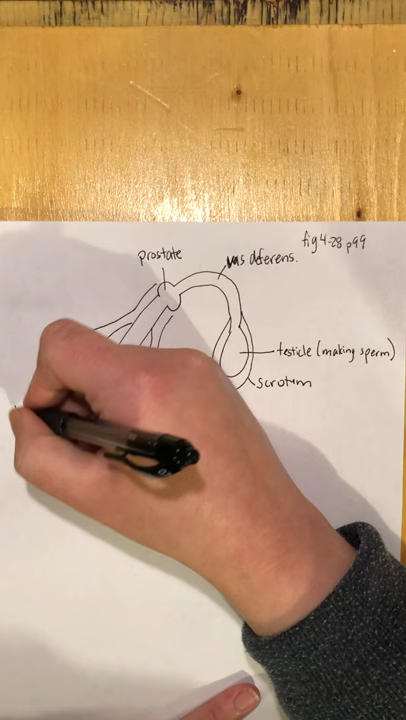 fig 4-28 p99
prostate
vas deferens.
testicle (making sperm)
scrotum